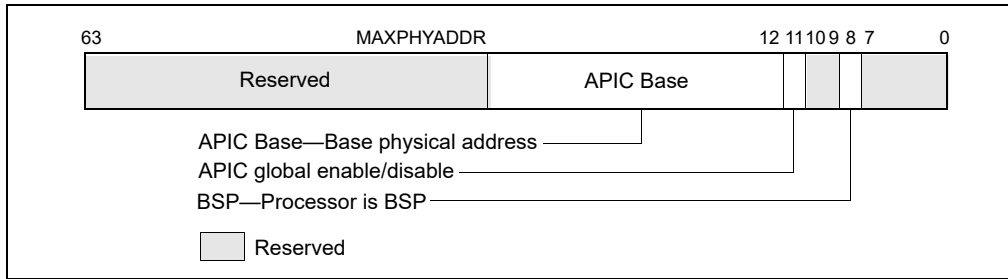 63 MAXPHYADDR 12 11 10 9 8 7 0
Reserved APIC Base
APIC Base—Base physical address
APIC global enable/disable
BSP—Processor is BSP
Reserved